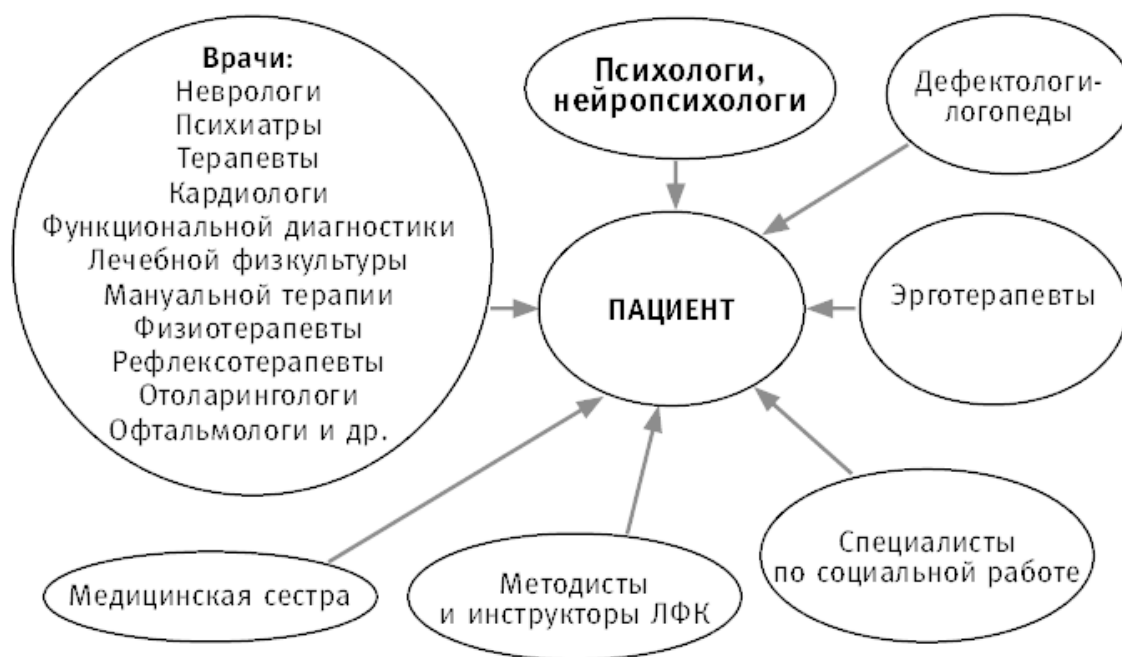 Врачи:
Неврологи
Психиатры
Терапевты
Кардиологи
Функциональной диагностики
Лечебной физкультуры
Мануальной терапии
Физиотерапевты
Рефлексотерапевты
Отоларингологи
Офтальмологи и др.
Психологи,
нейропсихологи
Дефектологи-
логопеды
ПАЦИЕНТ
Эрготерапевты
Медицинская сестра
Методисты
и инструкторы ЛФК
Специалисты
по социальной работе